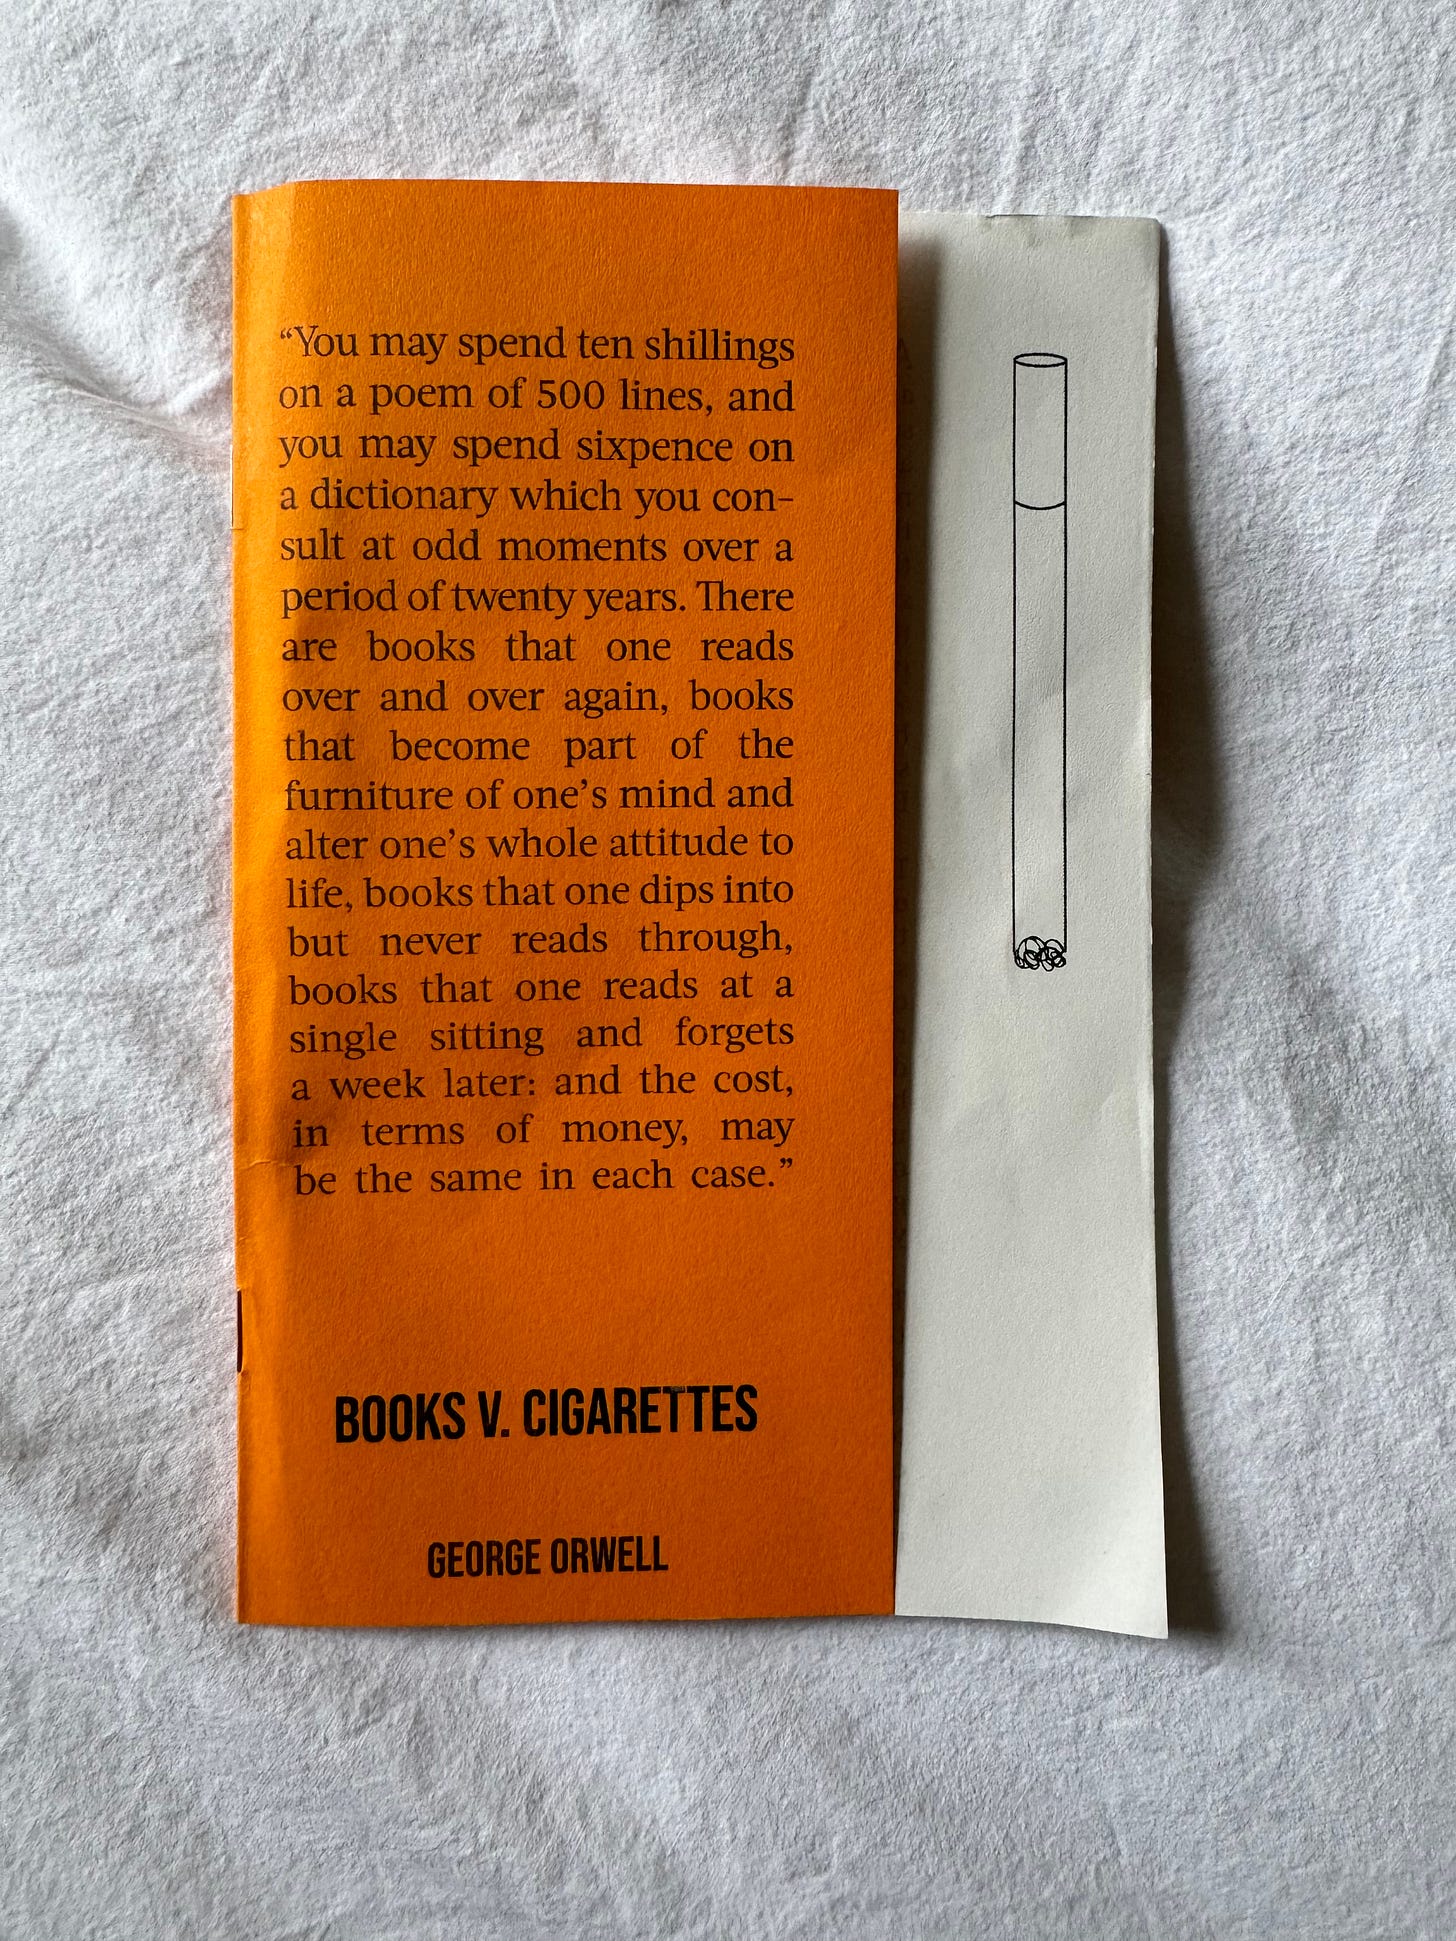 “You may spend ten shillings
on a poem of 500 lines, and
you may spend sixpence on
a dictionary which you con-
sult at odd moments over a
period of twenty years. There
are books that one reads
over and over again, books
that become part of the
furniture of one’s mind and
alter one’s whole attitude to
life, books that one dips into
but never reads through,
books that one reads at a
single sitting and forgets
a week later: and the cost,
in terms of money, may
be the same in each case.”
BOOKS V. CIGARETTES
GEORGE ORWELL